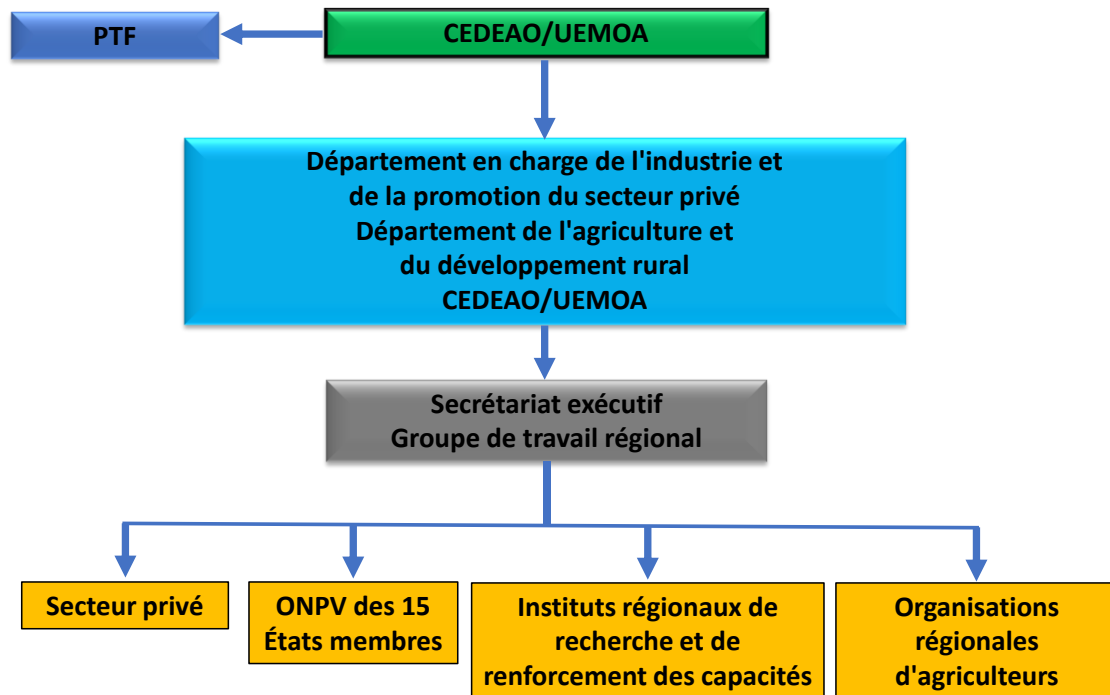 PTF
CEDEAO/UEMOA
Département en charge de l'industrie et
de la promotion du secteur privé
Département de l'agriculture et
du développement rural
CEDEAO/UEMOA
Secrétariat exécutif
Groupe de travail régional
Secteur privé
ONPV des 15
États membres
Instituts régionaux de
recherche et de
renforcement des capacités
Organisations
régionales
d'agriculteurs